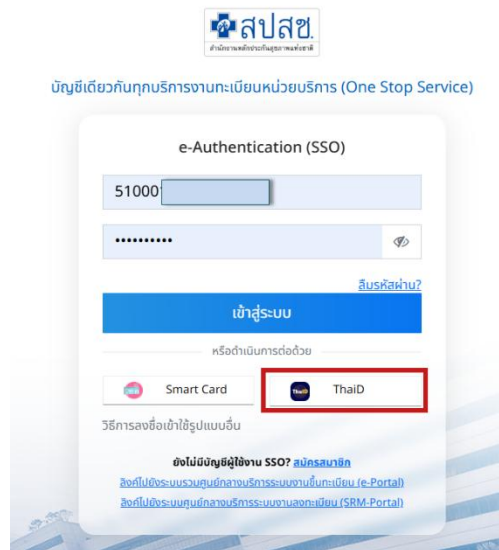 สปสช.
สำนักงานหลักประกันสุขภาพแห่งชาติ
บัญชีเดียวกันทุกบริการงานทะเบียนหน่วยบริการ (One Stop Service)
e-Authentication (SSO)
51000
••••••••••
ลืมรหัสผ่าน?
เข้าสู่ระบบ
หรือดำเนินการต่อด้วย
Smart Card
ThaiD ThaiD
วิธีการลงชื่อเข้าใช้รูปแบบอื่น
ยังไม่มีบัญชีผู้ใช้งาน SSO? สมัครสมาชิก
ลิงค์ไปยังระบบรวมศูนย์กลางบริการระบบงานขึ้นทะเบียน (e-Portal)
ลิงค์ไปยังระบบศูนย์กลางบริการระบบงานลงทะเบียน (SRM-Portal)